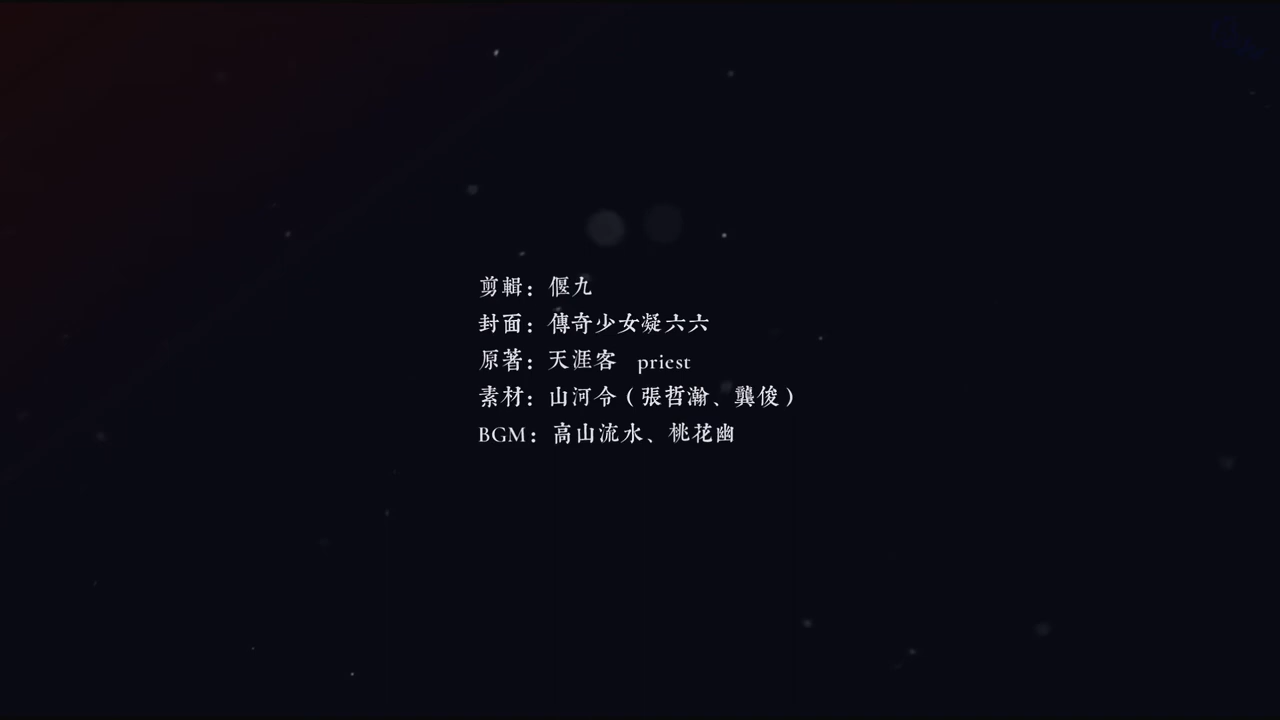 剪輯：偃九
封面：傳奇少女凝六六
原著：天涯客 priest
素材：山河令（張哲瀚、龔俊）
BGM：高山流水、桃花幽